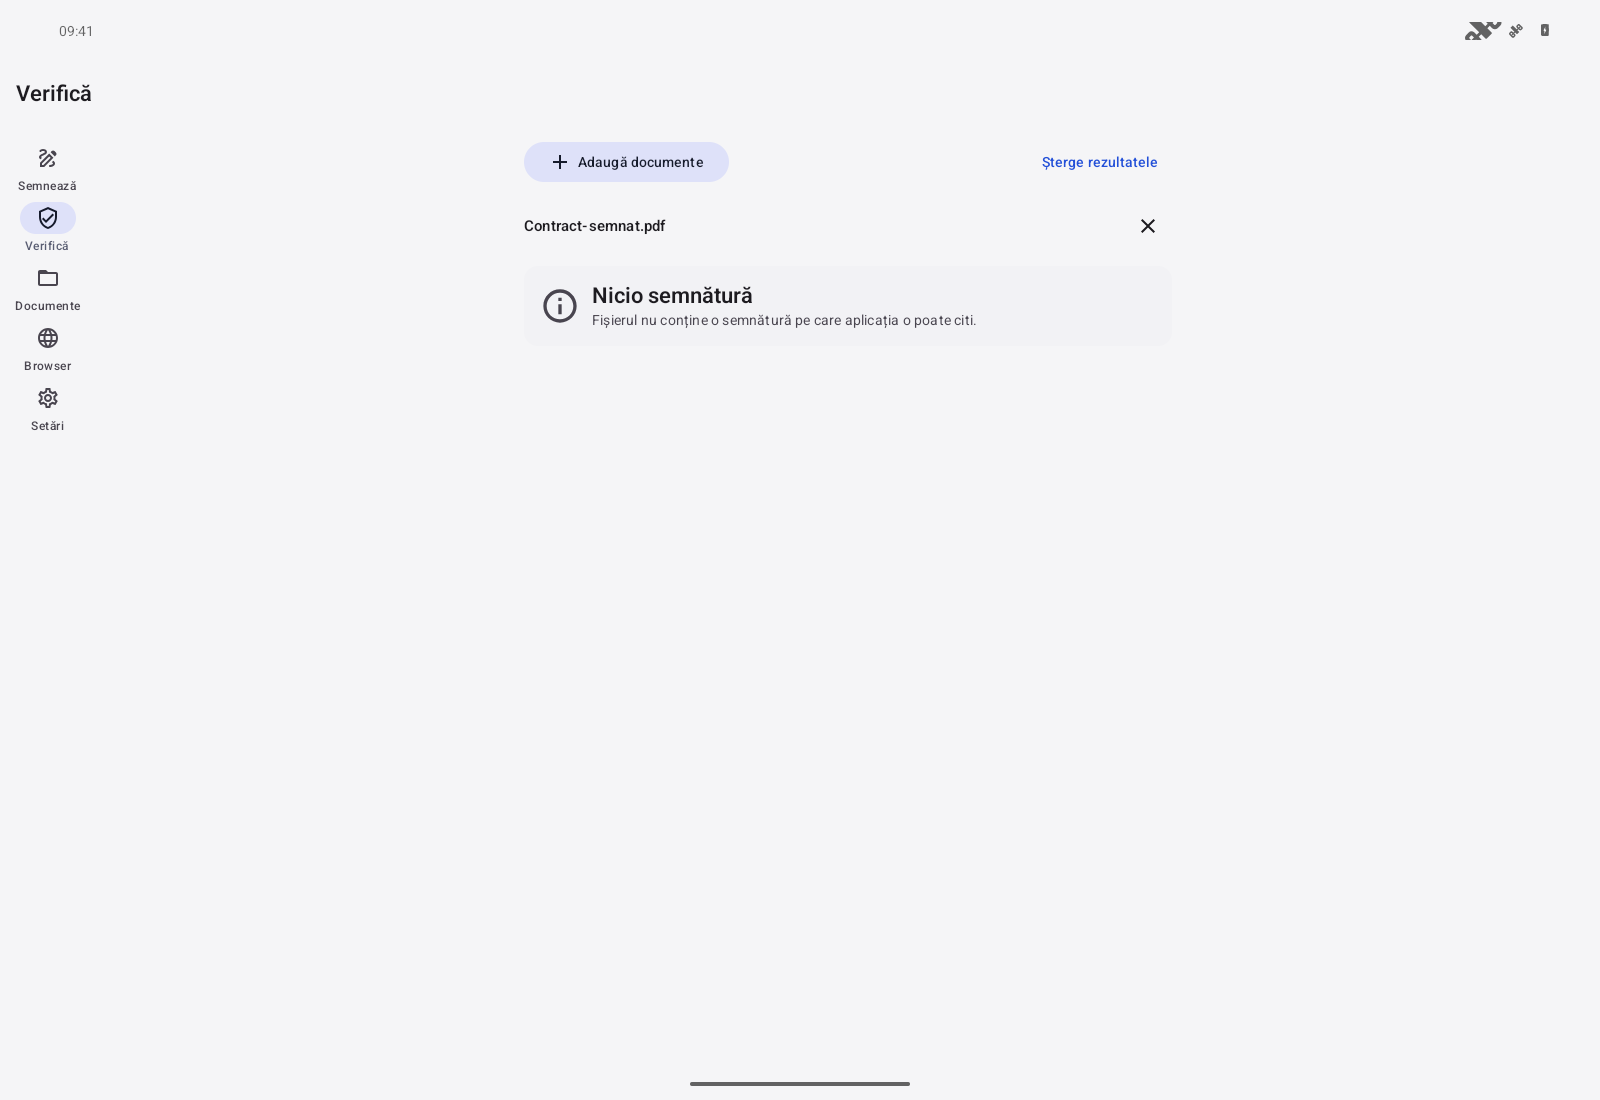 09:41
Verifică
Semnează
Verifică
Documente
Browser
Setări
Adaugă documente
Șterge rezultatele
Contract-semnat.pdf
Nicio semnătură
Fișierul nu conține o semnătură pe care aplicația o poate citi.